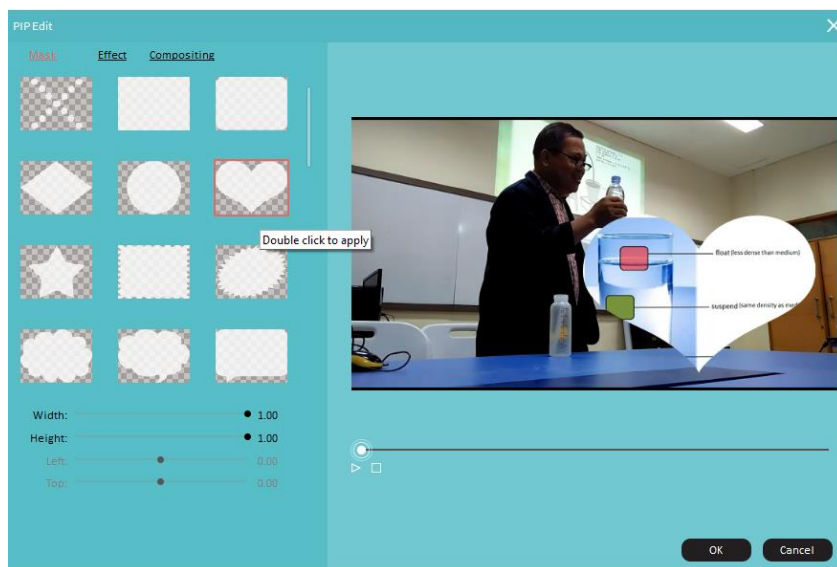 PIP Edit
Mask Effect Compositing
Double click to apply
float (less dense than medium)
suspend (same density as med
Width: 1.00
Height: 1.00
Left: 0.00
Top: 0.00
OK Cancel